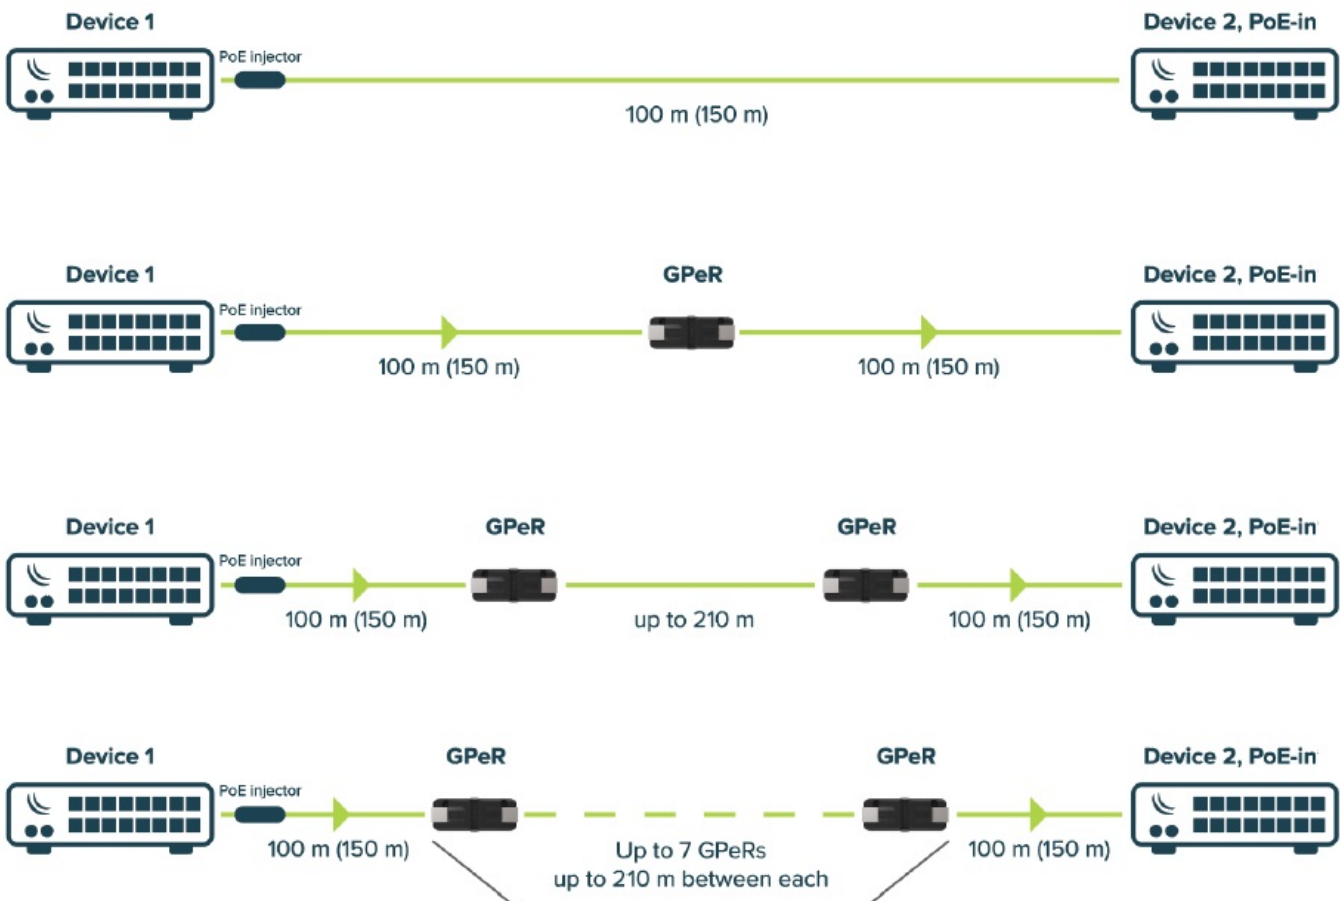 Device 1
Device 2, PoE-in
PoE injector
100 m (150 m)
Device 1
GPeR
Device 2, PoE-in
PoE injector
100 m (150 m)
100 m (150 m)
Device 1
GPeR
GPeR
Device 2, PoE-in
PoE injector
100 m (150 m)
up to 210 m
100 m (150 m)
Device 1
GPeR
GPeR
Device 2, PoE-in
PoE injector
100 m (150 m)
Up to 7 GPeRs
up to 210 m between each
100 m (150 m)